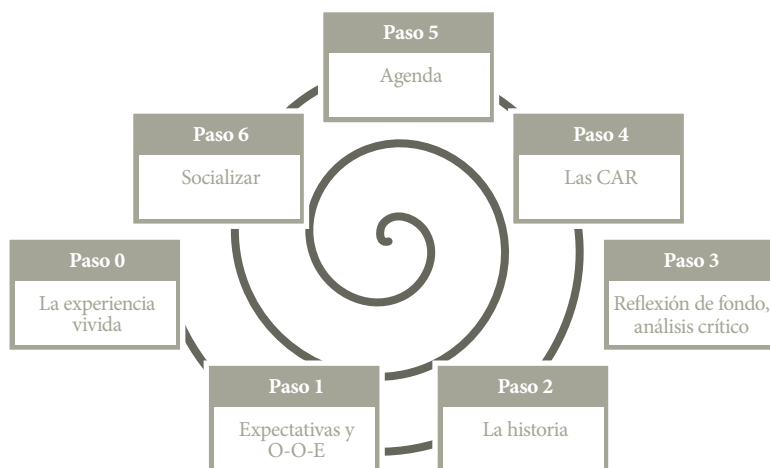 Paso 5
Agenda
Paso 6
Socializar
Paso 4
Las CAR
Paso 0
La experiencia
vivida
Paso 3
Reflexión de fondo,
análisis crítico
Paso 1
Expectativas y
O-O-E
Paso 2
La historia